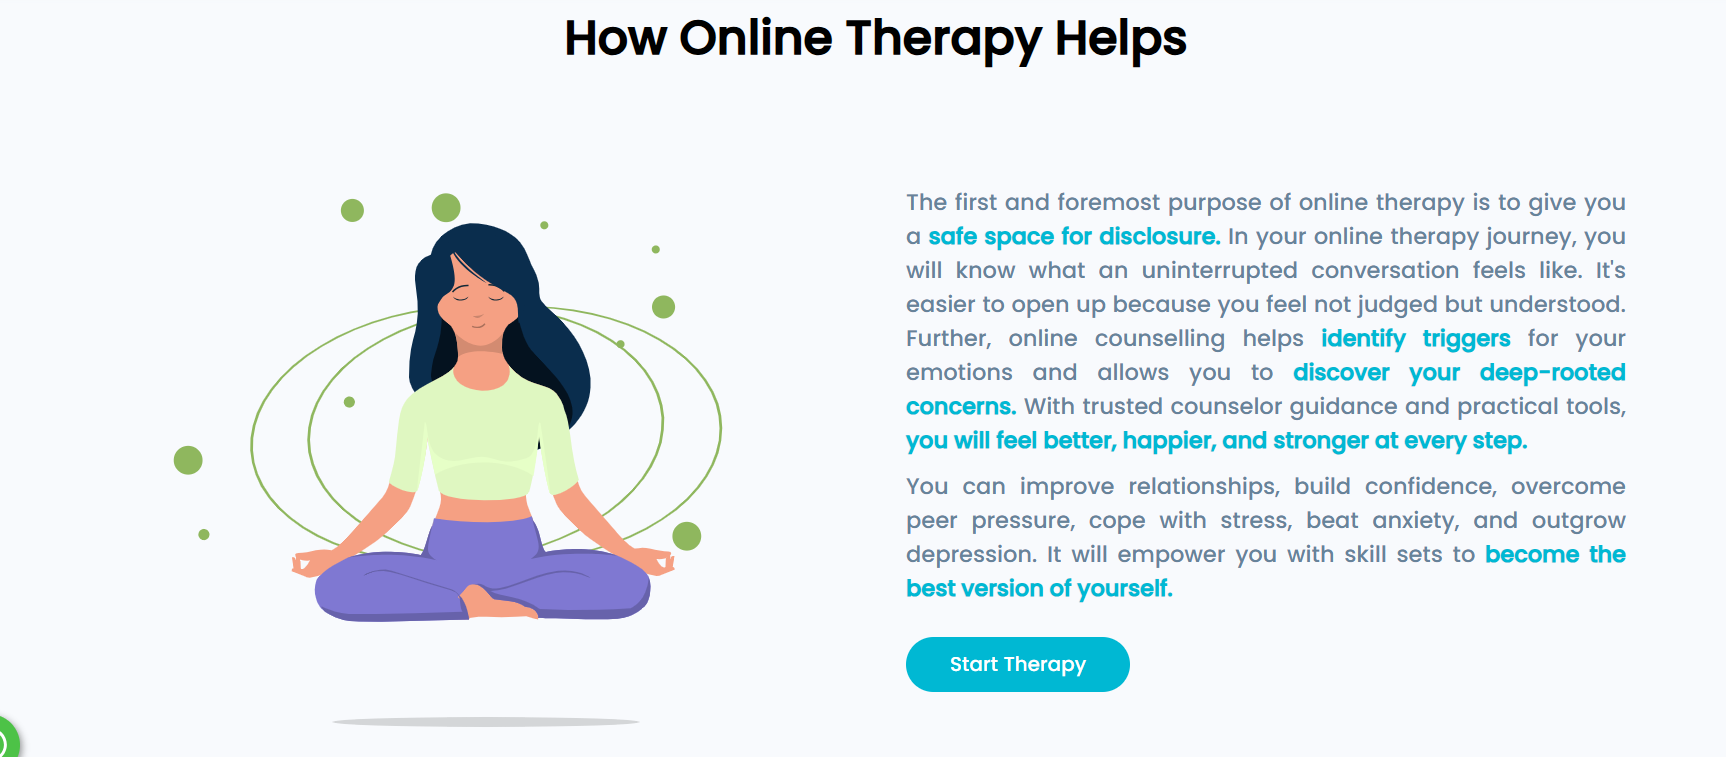 How Online Therapy Helps
The first and foremost purpose of online therapy is to give you
a safe space for disclosure. In your online therapy journey, you
will know what an uninterrupted conversation feels like. It's
easier to open up because you feel not judged but understood.
Further, online counselling helps identify triggers for your
emotions and allows you to discover your deep-rooted
concerns. With trusted counselor guidance and practical tools,
you will feel better, happier, and stronger at every step.
You can improve relationships, build confidence, overcome
peer pressure, cope with stress, beat anxiety, and outgrow
depression. It will empower you with skill sets to become the
best version of yourself.
Start Therapy